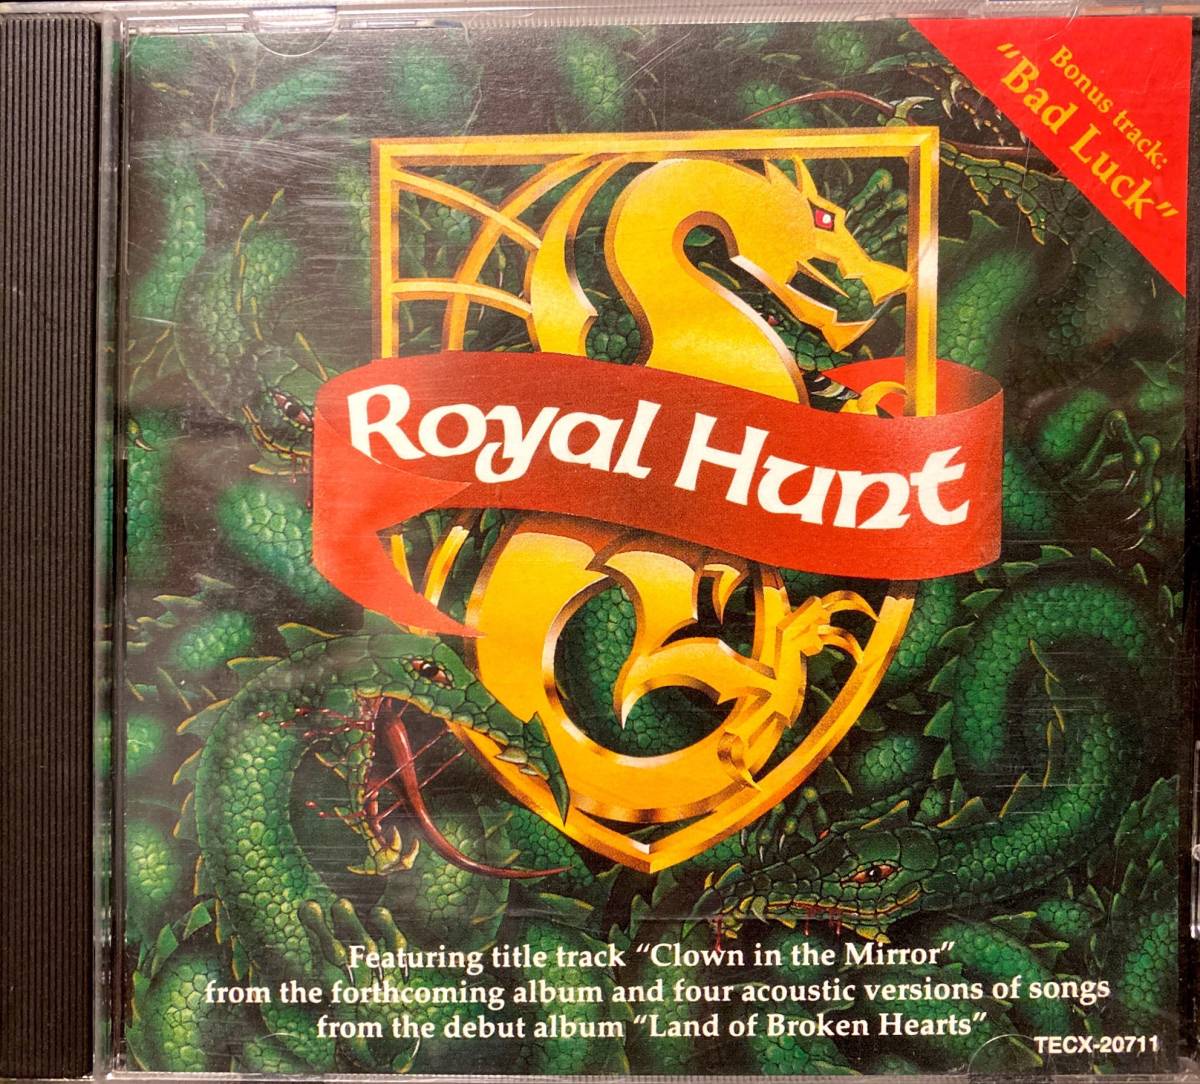 Bonus track:
"Bad Luck"
Royal Hunt
Featuring title track "Clown in the Mirror"
from the forthcoming album and four acoustic versions of songs
from the debut album "Land of Broken Hearts"
TECX-20711